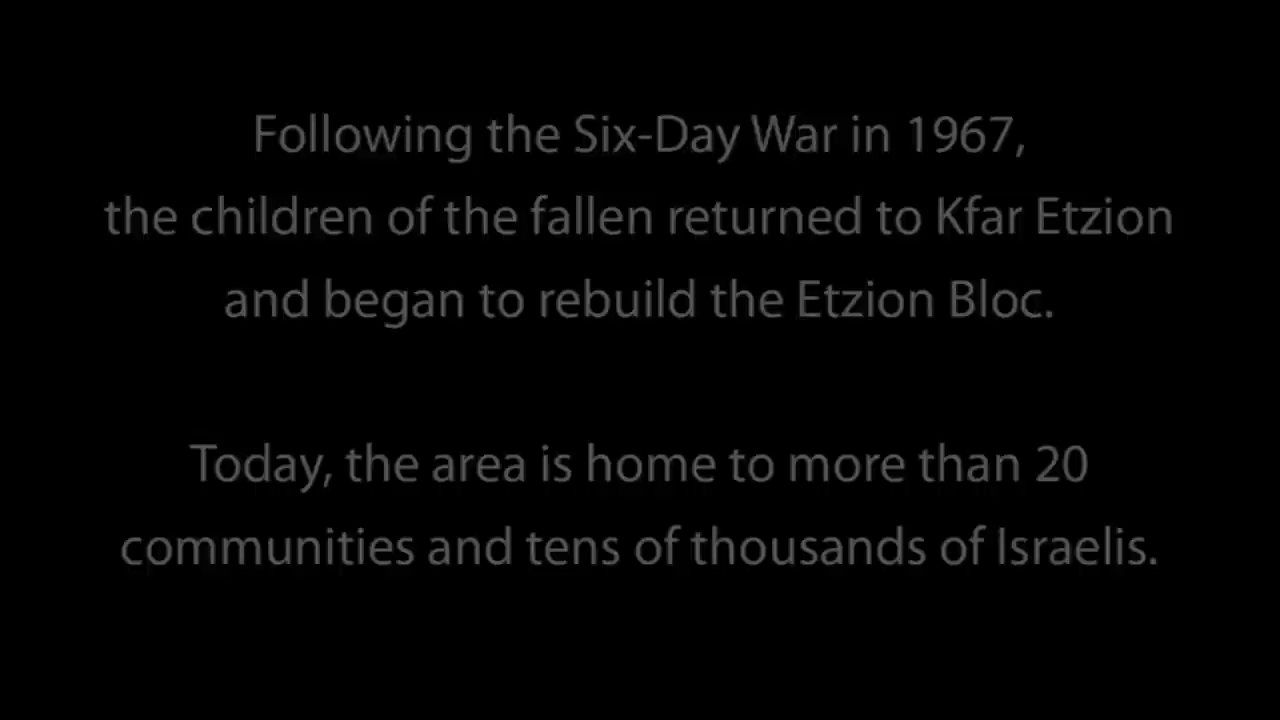 Following the Six-Day War in 1967,
the children of the fallen returned to Kfar Etzion
and began to rebuild the Etzion Bloc.
Today, the area is home to more than 20
communities and tens of thousands of Israelis.